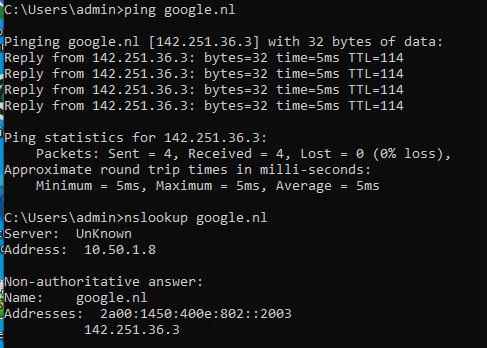 C:\Users\admin>ping google.nl
Pinging google.nl [142.251.36.3] with 32 bytes of data:
Reply from 142.251.36.3: bytes=32 time=5ms TTL=114
Reply from 142.251.36.3: bytes=32 time=5ms TTL=114
Reply from 142.251.36.3: bytes=32 time=5ms TTL=114
Reply from 142.251.36.3: bytes=32 time=5ms TTL=114
Ping statistics for 142.251.36.3:
    Packets: Sent = 4, Received = 4, Lost = 0 (0% loss),
Approximate round trip times in milli-seconds:
    Minimum = 5ms, Maximum = 5ms, Average = 5ms
C:\Users\admin>nslookup google.nl
Server:  UnKnown
Address:  10.50.1.8
Non-authoritative answer:
Name:    google.nl
Addresses:  2a00:1450:400e:802::2003
          142.251.36.3